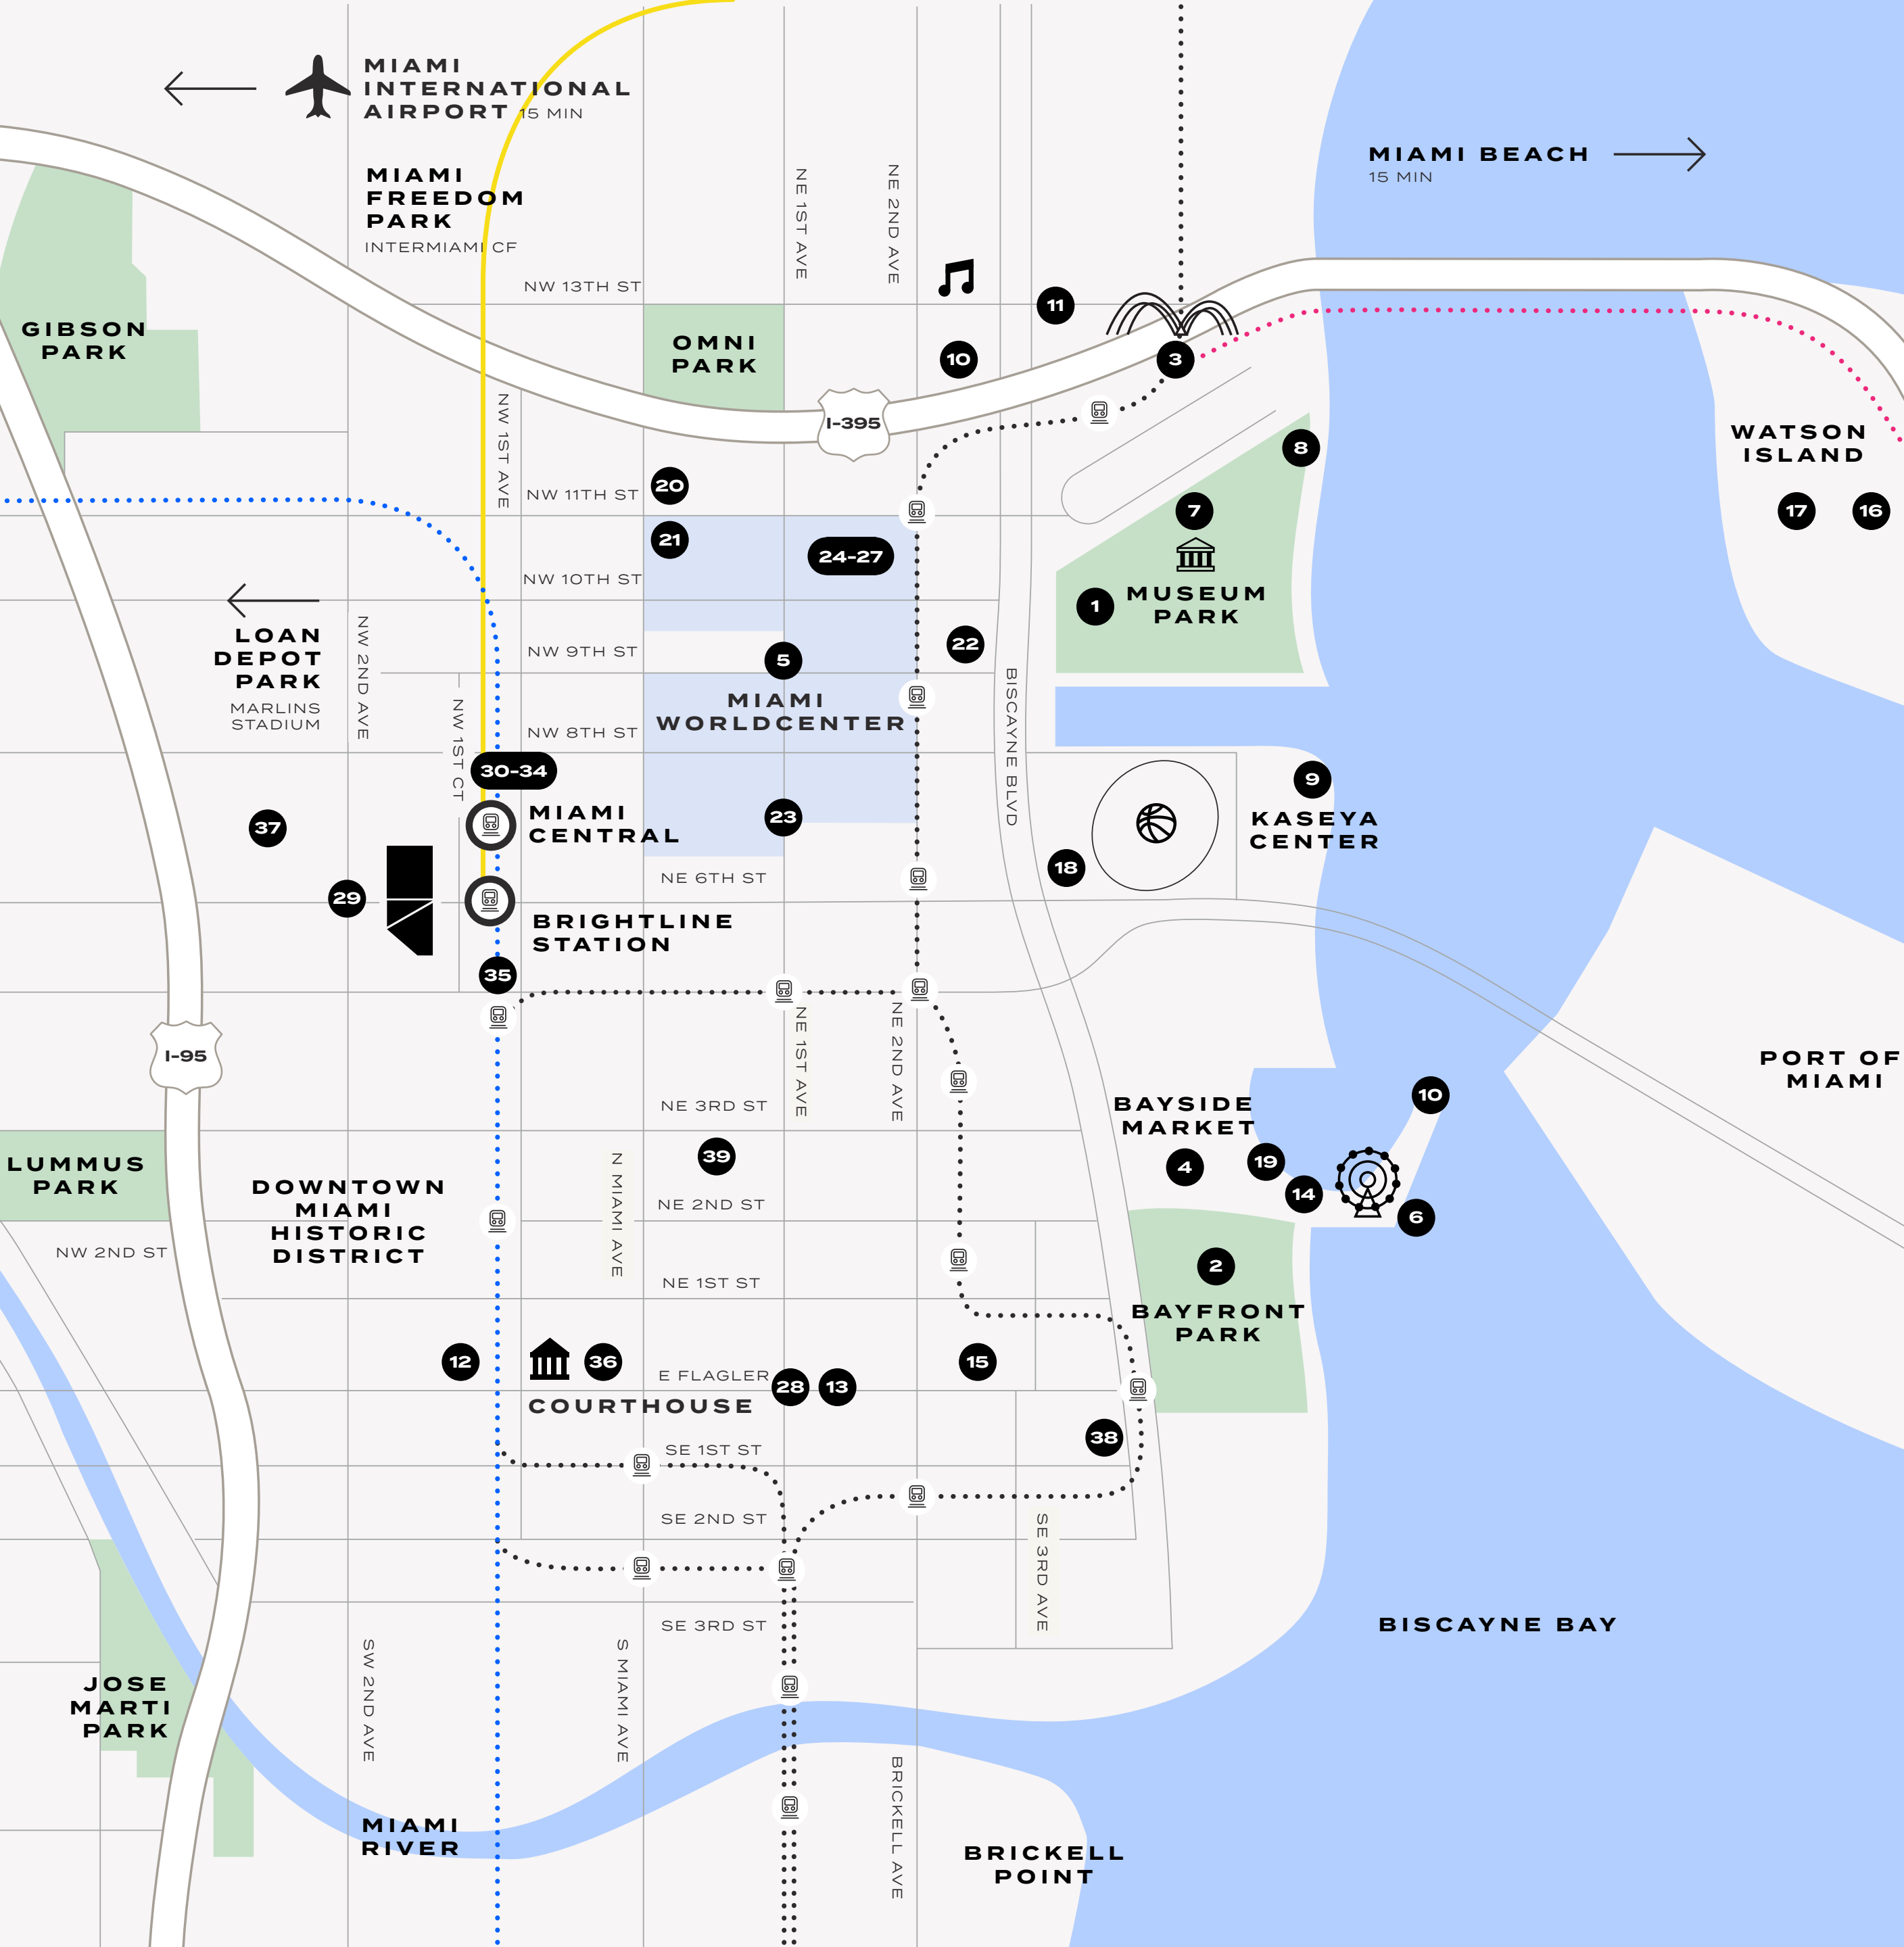 MIAMI
INTERNATIONAL
AIRPORT 15 MIN
MIAMI BEACH
15 MIN
MIAMI
FREEDOM
PARK
INTERMIAMI CF
NE 1ST AVE
NE 2ND AVE
NW 13TH ST
11
GIBSON
PARK
OMNI
PARK
10
3
I-395
NW 1ST AVE
8
WATSON
ISLAND
20
NW 11TH ST
7
17
16
21
24-27
NW 10TH ST
MUSEUM
PARK
1
LOAN
DEPOT
PARK
MARLINS
STADIUM
NW 2ND AVE
22
NW 9TH ST
5
MIAMI
WORLDCENTER
BISCAYNE BLVD
NW 1ST CT
NW 8TH ST
30-34
9
KASEYA
CENTER
MIAMI
CENTRAL
23
37
18
NE 6TH ST
29
BRIGHTLINE
STATION
35
NE 1ST AVE
NE 2ND AVE
I-95
PORT OF
MIAMI
NE 3RD ST
BAYSIDE
MARKET
10
39
19
4
14
6
LUMMUS
PARK
DOWNTOWN
MIAMI
HISTORIC
DISTRICT
N MIAMI AVE
NE 2ND ST
NW 2ND ST
2
NE 1ST ST
BAYFRONT
PARK
12
36
15
E FLAGLER
28
13
COURTHOUSE
38
SE 1ST ST
SE 2ND ST
SE 3RD AVE
SE 3RD ST
BISCAYNE BAY
SW 2ND AVE
S MIAMI AVE
JOSE
MARTI
PARK
BRICKELL AVE
MIAMI
RIVER
BRICKELL
POINT